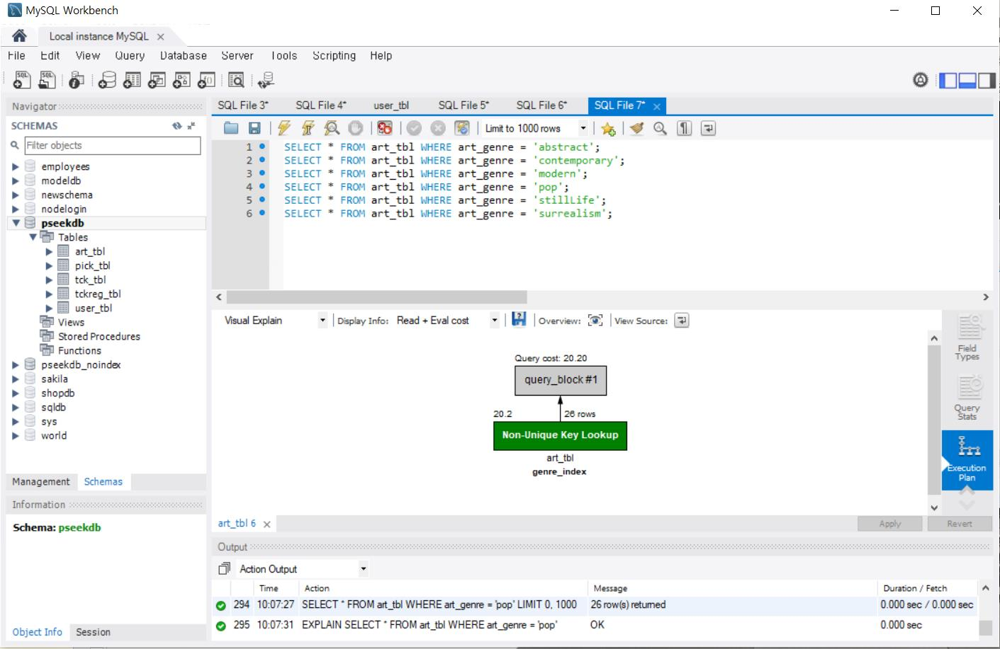 MySQL Workbench
Local instance MySQL
File Edit View Query Database Server Tools Scripting Help
Navigator
SCHEMAS
Filter objects
employees
modeldb
newschema
nodelogin
pseekdb
Tables
art_tbl
pick_tbl
tck_tbl
tckreg_tbl
user_tbl
Views
Stored Procedures
Functions
pseekdb_noindex
sakila
shopdb
sqldb
sys
world
Management Schemas
Information
Schema: pseekdb
Object Info Session
SQL File 3* SQL File 4* user_tbl SQL File 5* SQL File 6* SQL File 7*
Limit to 1000 rows
1 SELECT * FROM art_tbl WHERE art_genre = 'abstract';
2 SELECT * FROM art_tbl WHERE art_genre = 'contemporary';
3 SELECT * FROM art_tbl WHERE art_genre = 'modern';
4 SELECT * FROM art_tbl WHERE art_genre = 'pop';
5 SELECT * FROM art_tbl WHERE art_genre = 'stillLife';
6 SELECT * FROM art_tbl WHERE art_genre = 'surrealism';
Visual Explain Display Info: Read + Eval cost Overview: View Source:
Query cost: 20.20
query_block #1
20.2 26 rows
Non-Unique Key Lookup
art_tbl
genre_index
Field
Types
Query
Stats
Execution
Plan
art_tbl 6 Apply Revert
Output
Action Output
Time Action Message Duration / Fetch
294 10:07:27 SELECT * FROM art_tbl WHERE art_genre = 'pop' LIMIT 0, 1000 26 row(s) returned 0.000 sec / 0.000 sec
295 10:07:31 EXPLAIN SELECT * FROM art_tbl WHERE art_genre = 'pop' OK 0.000 sec